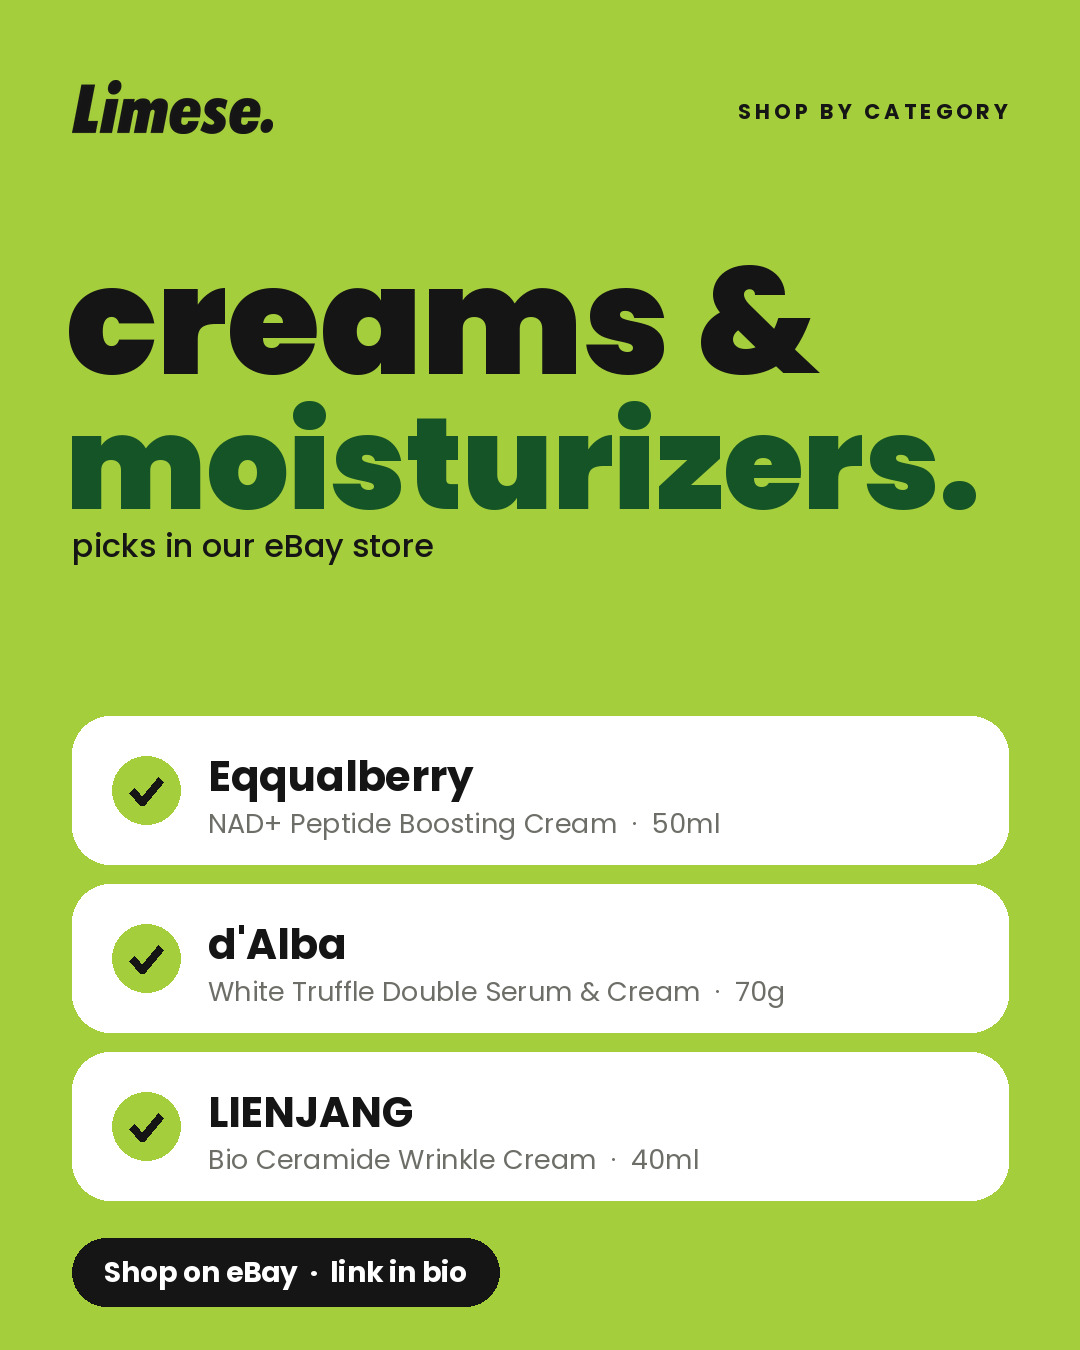 Limese.
SHOP BY CATEGORY
creams &
moisturizers.
picks in our eBay store
Eqqualberry
NAD+ Peptide Boosting Cream · 50ml
d'Alba
White Truffle Double Serum & Cream · 70g
LIENJANG
Bio Ceramide Wrinkle Cream · 40ml
Shop on eBay · link in bio